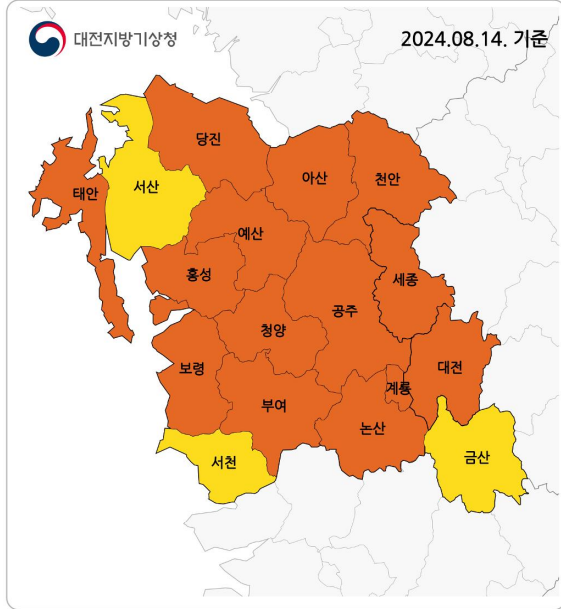 대전지방기상청
2024.08.14. 기준
당진
아산
천안
태안
서산
예산
홍성
세종
공주
청양
보령
대전
계룡
부여
논산
서천
금산